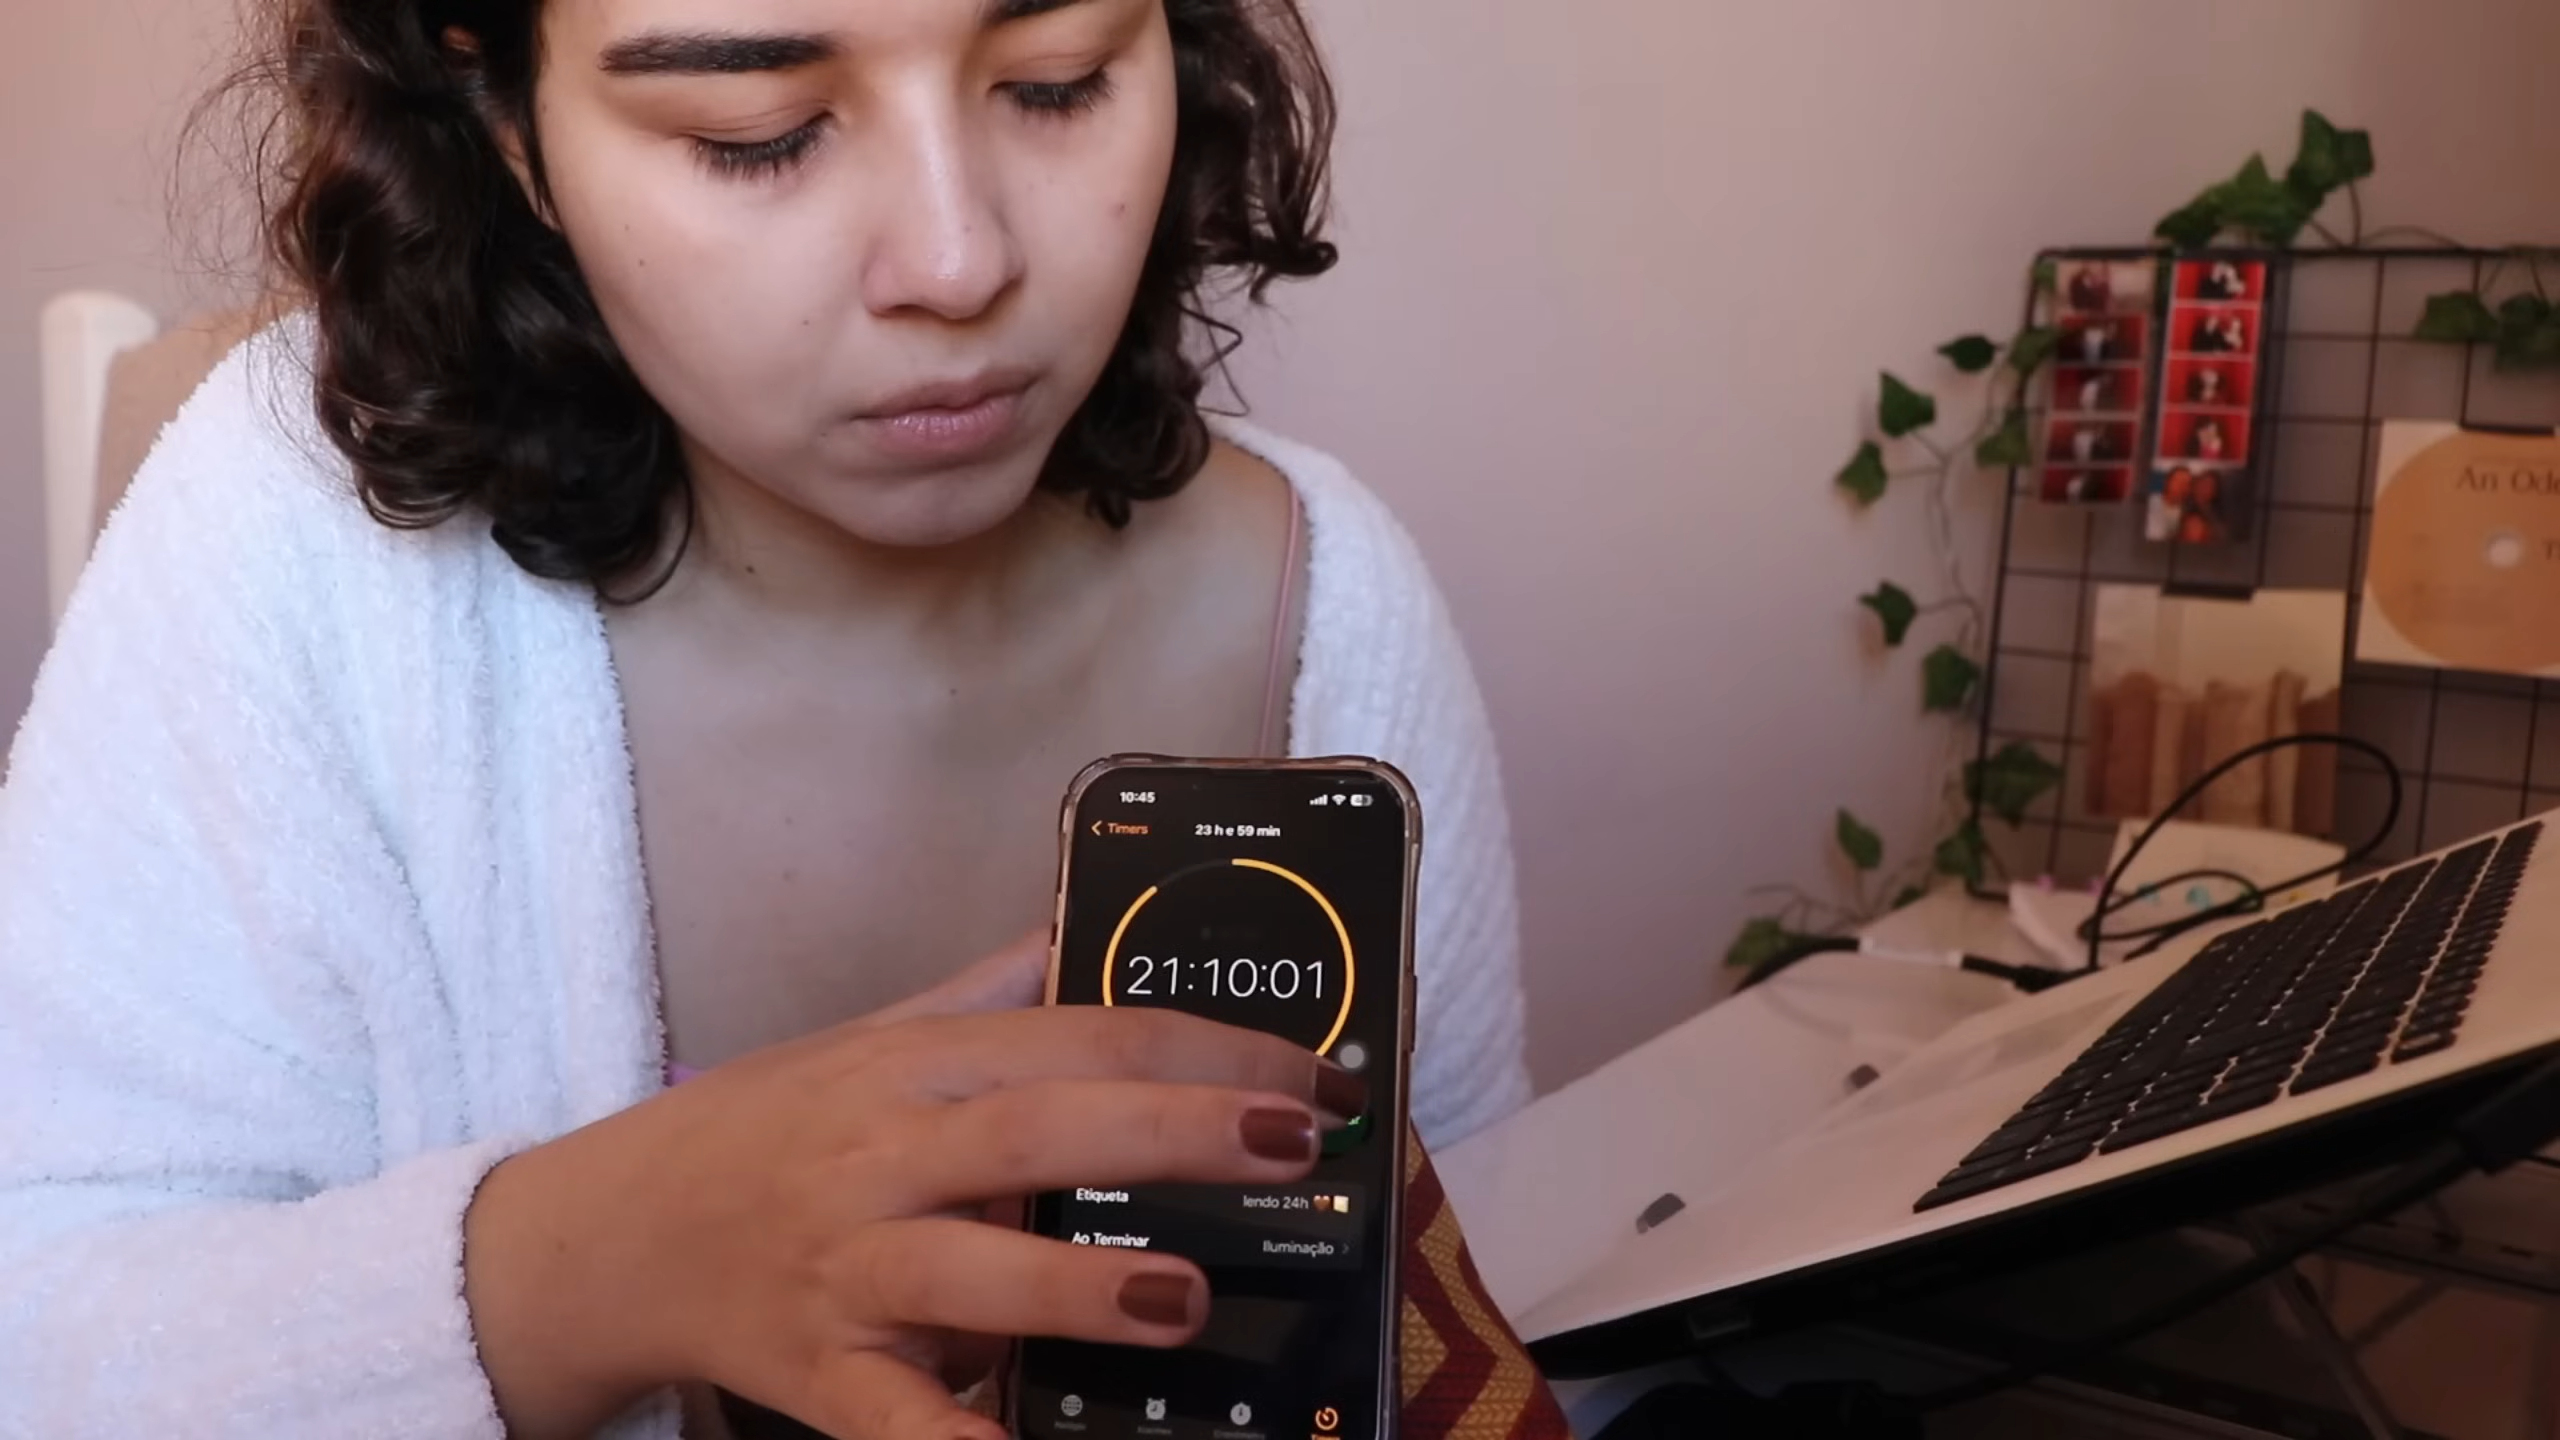 10:45
Timers
23 h e 59 min
21:10:01
Etiqueta
lendo 24h
Ao Terminar
Iluminação
An Ode